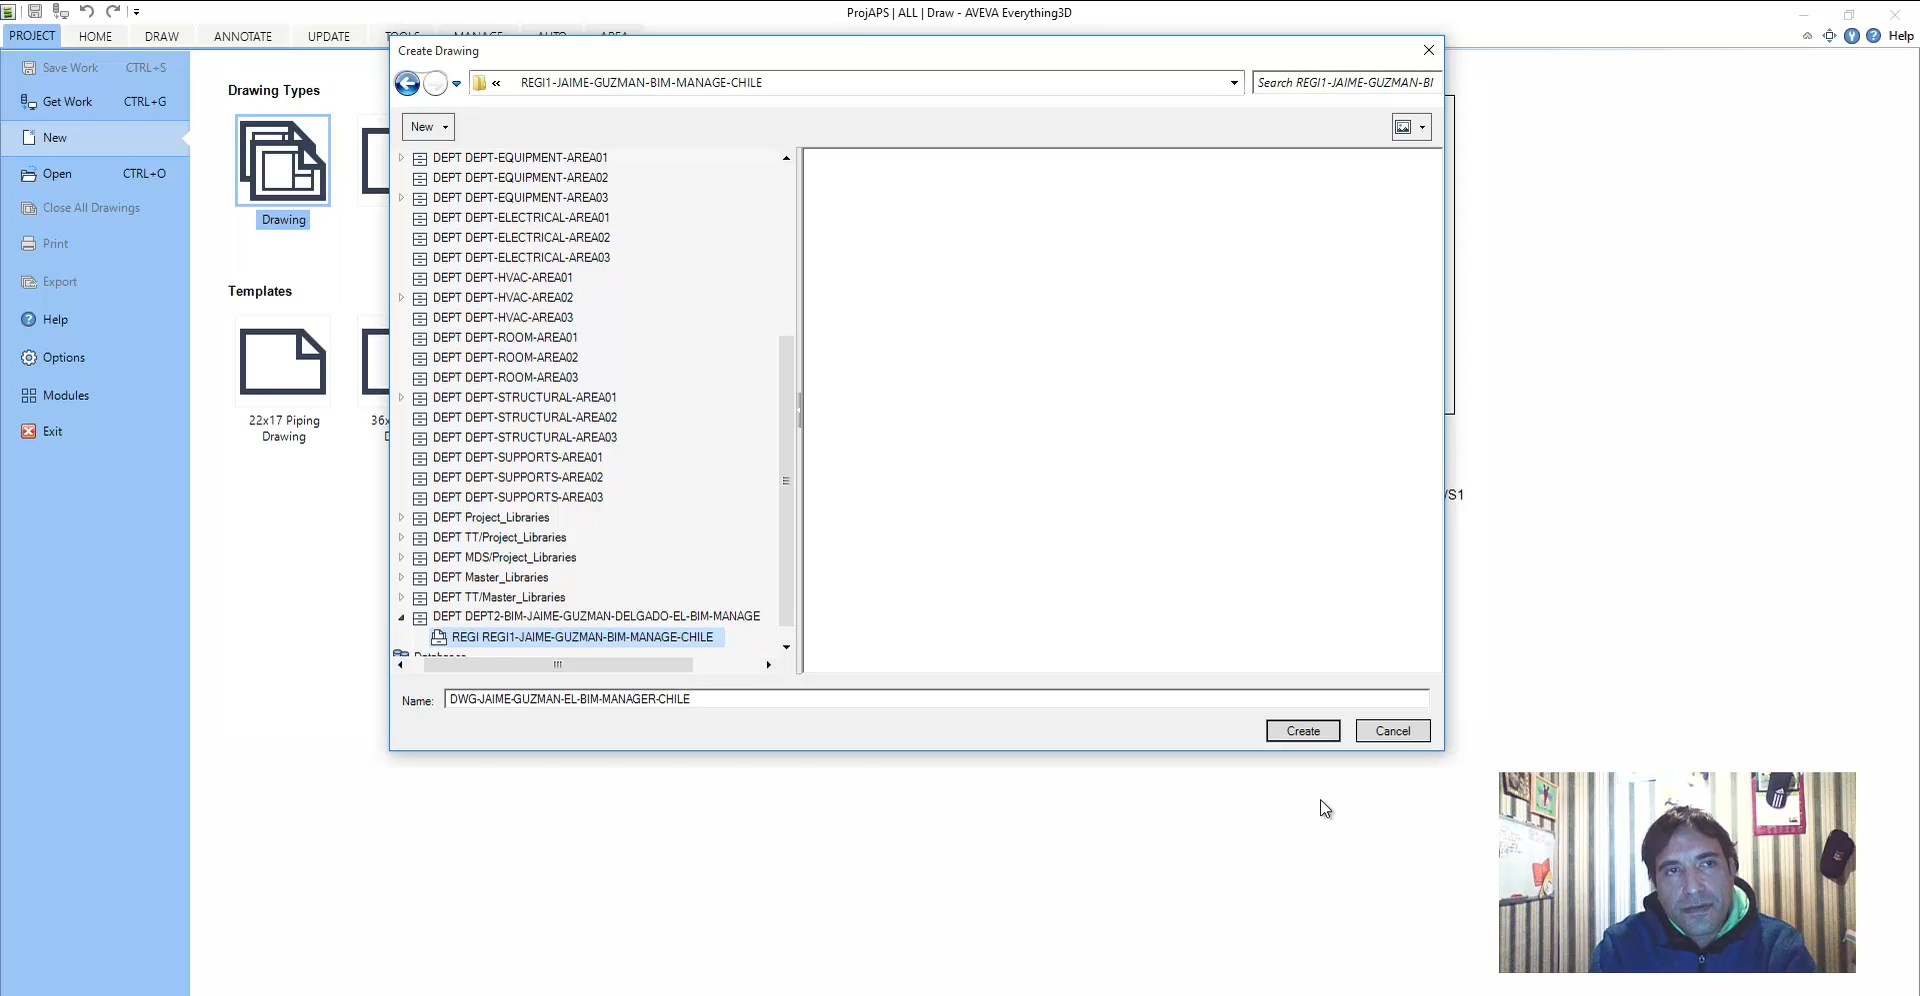 ProjAPS | ALL | Draw - AVEVA Everything3D
PROJECT HOME DRAW ANNOTATE UPDATE TOOLS MANAGE AUTO AREA Help
Create Drawing
Save Work CTRL+S
Get Work CTRL+G
New
Open CTRL+O
Close All Drawings
Print
Export
Help
Options
Modules
Exit
Drawing Types
Drawing
Templates
22x17 Piping
Drawing
36x
D
« REGI1-JAIME-GUZMAN-BIM-MANAGE-CHILE
Search REGI1-JAIME-GUZMAN-BI
New
DEPT DEPT-EQUIPMENT-AREA01
DEPT DEPT-EQUIPMENT-AREA02
DEPT DEPT-EQUIPMENT-AREA03
DEPT DEPT-ELECTRICAL-AREA01
DEPT DEPT-ELECTRICAL-AREA02
DEPT DEPT-ELECTRICAL-AREA03
DEPT DEPT-HVAC-AREA01
DEPT DEPT-HVAC-AREA02
DEPT DEPT-HVAC-AREA03
DEPT DEPT-ROOM-AREA01
DEPT DEPT-ROOM-AREA02
DEPT DEPT-ROOM-AREA03
DEPT DEPT-STRUCTURAL-AREA01
DEPT DEPT-STRUCTURAL-AREA02
DEPT DEPT-STRUCTURAL-AREA03
DEPT DEPT-SUPPORTS-AREA01
DEPT DEPT-SUPPORTS-AREA02
DEPT DEPT-SUPPORTS-AREA03
DEPT Project_Libraries
DEPT TT/Project_Libraries
DEPT MDS/Project_Libraries
DEPT Master_Libraries
DEPT TT/Master_Libraries
DEPT DEPT2-BIM-JAIME-GUZMAN-DELGADO-EL-BIM-MANAGE
REGI REGI1-JAIME-GUZMAN-BIM-MANAGE-CHILE
/S1
Name: DWG-JAIME-GUZMAN-EL-BIM-MANAGER-CHILE
Create Cancel